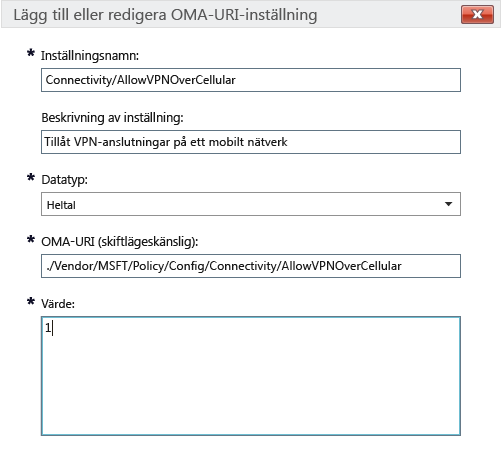 Lägg till eller redigera OMA-URI-inställning
* Inställningsnamn:
Connectivity/AllowVPNOverCellular
Beskrivning av inställning:
Tillåt VPN-anslutningar på ett mobilt nätverk
* Datatyp:
Heltal
* OMA-URI (skiftlägeskänslig):
./Vendor/MSFT/Policy/Config/Connectivity/AllowVPNOverCellular
* Värde:
1